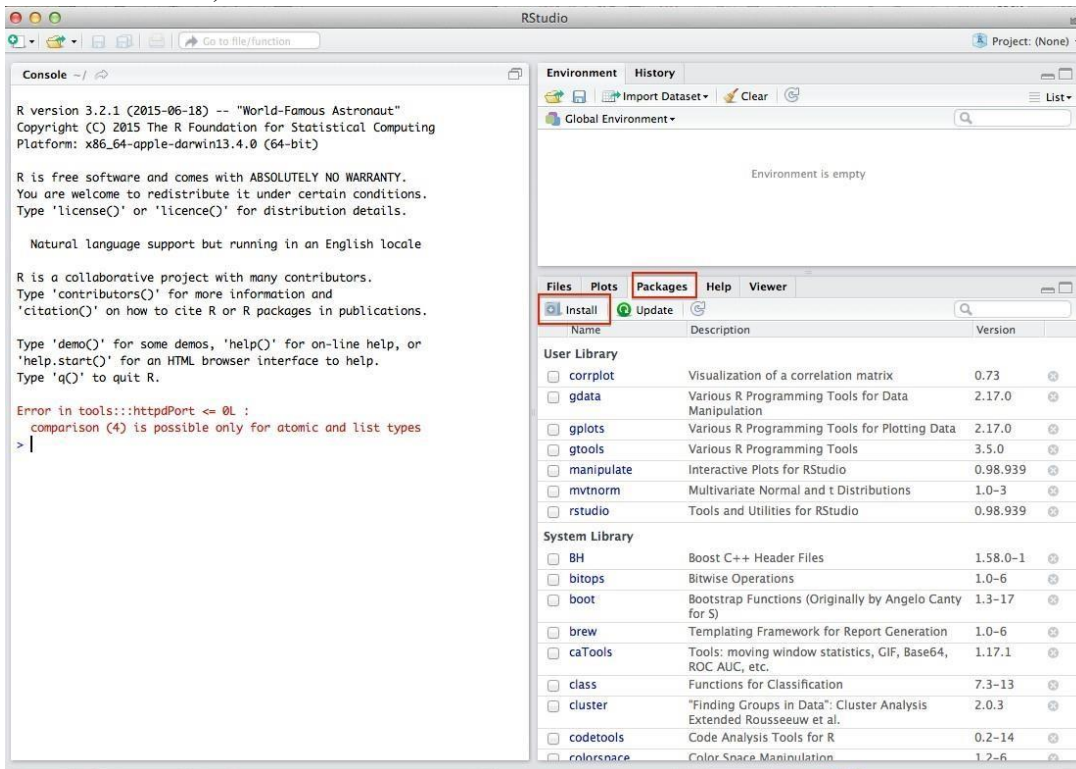 RStudio
Go to file/function
Project: (None)
Console ~/
R version 3.2.1 (2015-06-18) -- "World-Famous Astronaut"
Copyright (C) 2015 The R Foundation for Statistical Computing
Platform: x86_64-apple-darwin13.4.0 (64-bit)
R is free software and comes with ABSOLUTELY NO WARRANTY.
You are welcome to redistribute it under certain conditions.
Type 'license()' or 'licence()' for distribution details.
Natural language support but running in an English locale
R is a collaborative project with many contributors.
Type 'contributors()' for more information and
'citation()' on how to cite R or R packages in publications.
Type 'demo()' for some demos, 'help()' for on-line help, or
'help.start()' for an HTML browser interface to help.
Type 'q()' to quit R.
Error in tools:::httpdPort <= 0L :
comparison (4) is possible only for atomic and list types
>
Environment History
Import Dataset Clear List
Global Environment
Environment is empty
Files Plots Packages Help Viewer
Install Update
Name Description Version
User Library
corrplot Visualization of a correlation matrix 0.73
gdata Various R Programming Tools for Data 2.17.0
Manipulation
gplots Various R Programming Tools for Plotting Data 2.17.0
gtools Various R Programming Tools 3.5.0
manipulate Interactive Plots for RStudio 0.98.939
mvtnorm Multivariate Normal and t Distributions 1.0-3
rstudio Tools and Utilities for RStudio 0.98.939
System Library
BH Boost C++ Header Files 1.58.0-1
bitops Bitwise Operations 1.0-6
boot Bootstrap Functions (Originally by Angelo Canty 1.3-17
for S)
brew Templating Framework for Report Generation 1.0-6
caTools Tools: moving window statistics, GIF, Base64, 1.17.1
ROC AUC, etc.
class Functions for Classification 7.3-13
cluster "Finding Groups in Data": Cluster Analysis 2.0.3
Extended Rousseeuw et al.
codetools Code Analysis Tools for R 0.2-14
colorspace Color Space Manipulation 1.2-6